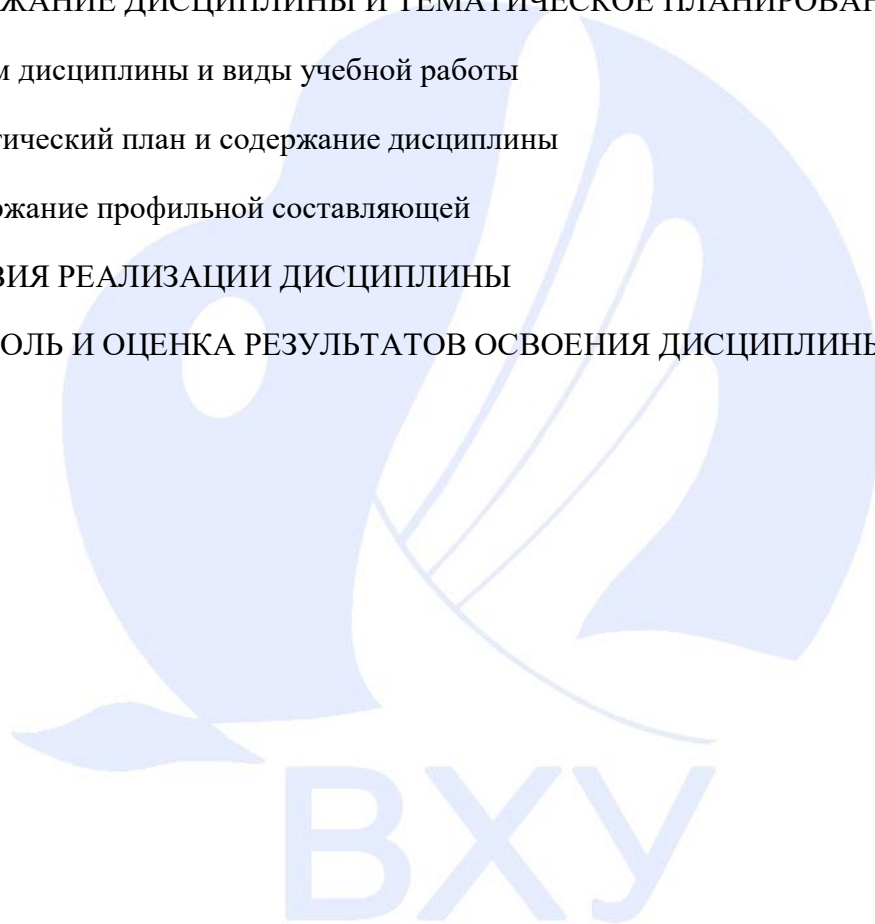 ЖАНИЕ ДИСЦИПЛИНЫ И ТЕМАТИЧЕСКОЕ ПЛАНИРОВАН
м дисциплины и виды учебной работы
тический план и содержание дисциплины
ржание профильной составляющей
ВИЯ РЕАЛИЗАЦИИ ДИСЦИПЛИНЫ
ОЛЬ И ОЦЕНКА РЕЗУЛЬТАТОВ ОСВОЕНИЯ ДИСЦИПЛИНЫ
ВХУ